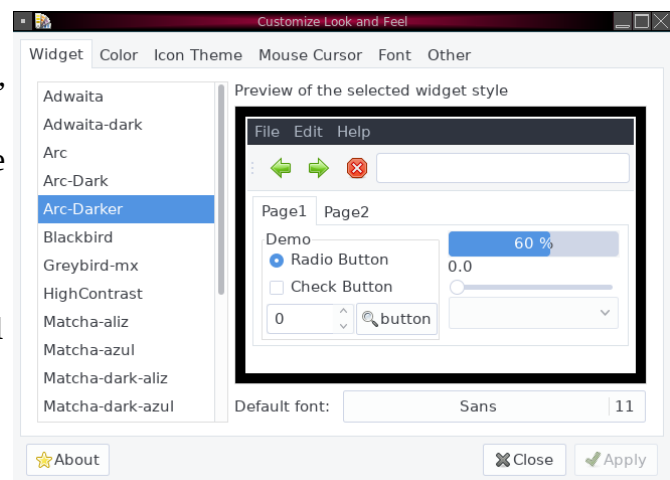 Customize Look and Feel
Widget Color Icon Theme Mouse Cursor Font Other
Adwaita
Adwaita-dark
Arc
Arc-Dark
Arc-Darker
Blackbird
Greybird-mx
HighContrast
Matcha-aliz
Matcha-azul
Matcha-dark-aliz
Matcha-dark-azul
Preview of the selected widget style
File Edit Help
Page1 Page2
Demo
Radio Button
Check Button
0
button
60 %
0.0
Default font:
Sans
11
About
Close
Apply